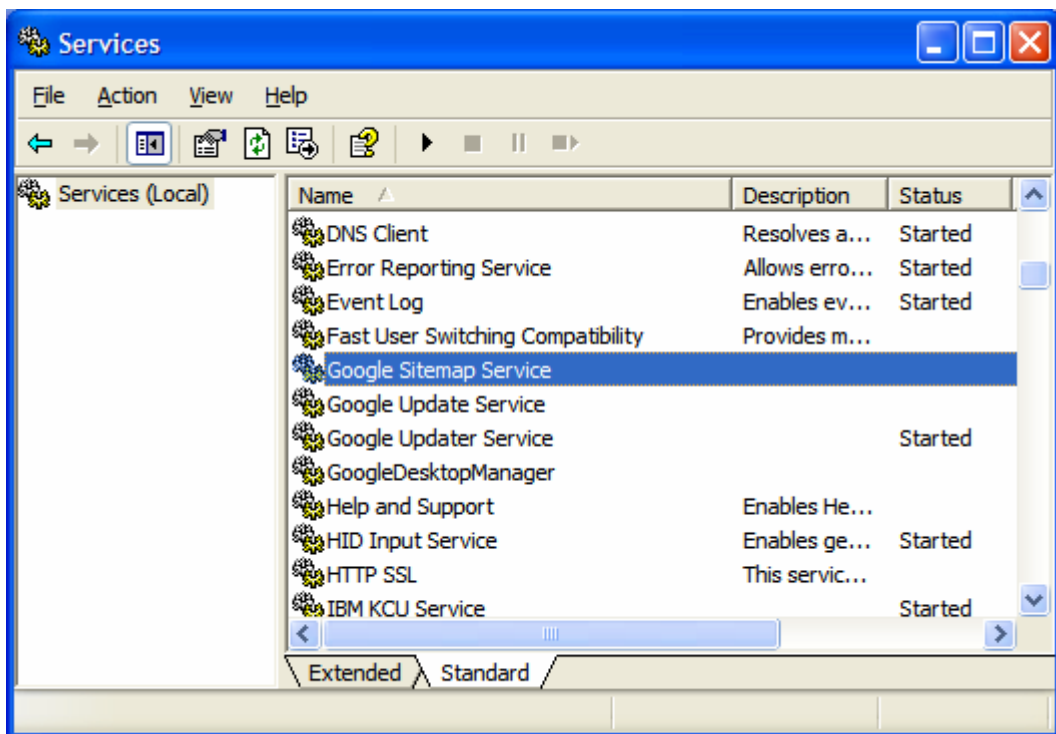 Services
File Action View Help
Services (Local)
Name Description Status
DNS Client Resolves a... Started
Error Reporting Service Allows erro... Started
Event Log Enables ev... Started
Fast User Switching Compatibility Provides m...
Google Sitemap Service
Google Update Service
Google Updater Service Started
GoogleDesktopManager
Help and Support Enables He...
HID Input Service Enables ge... Started
HTTP SSL This servic...
IBM KCU Service Started
Extended Standard